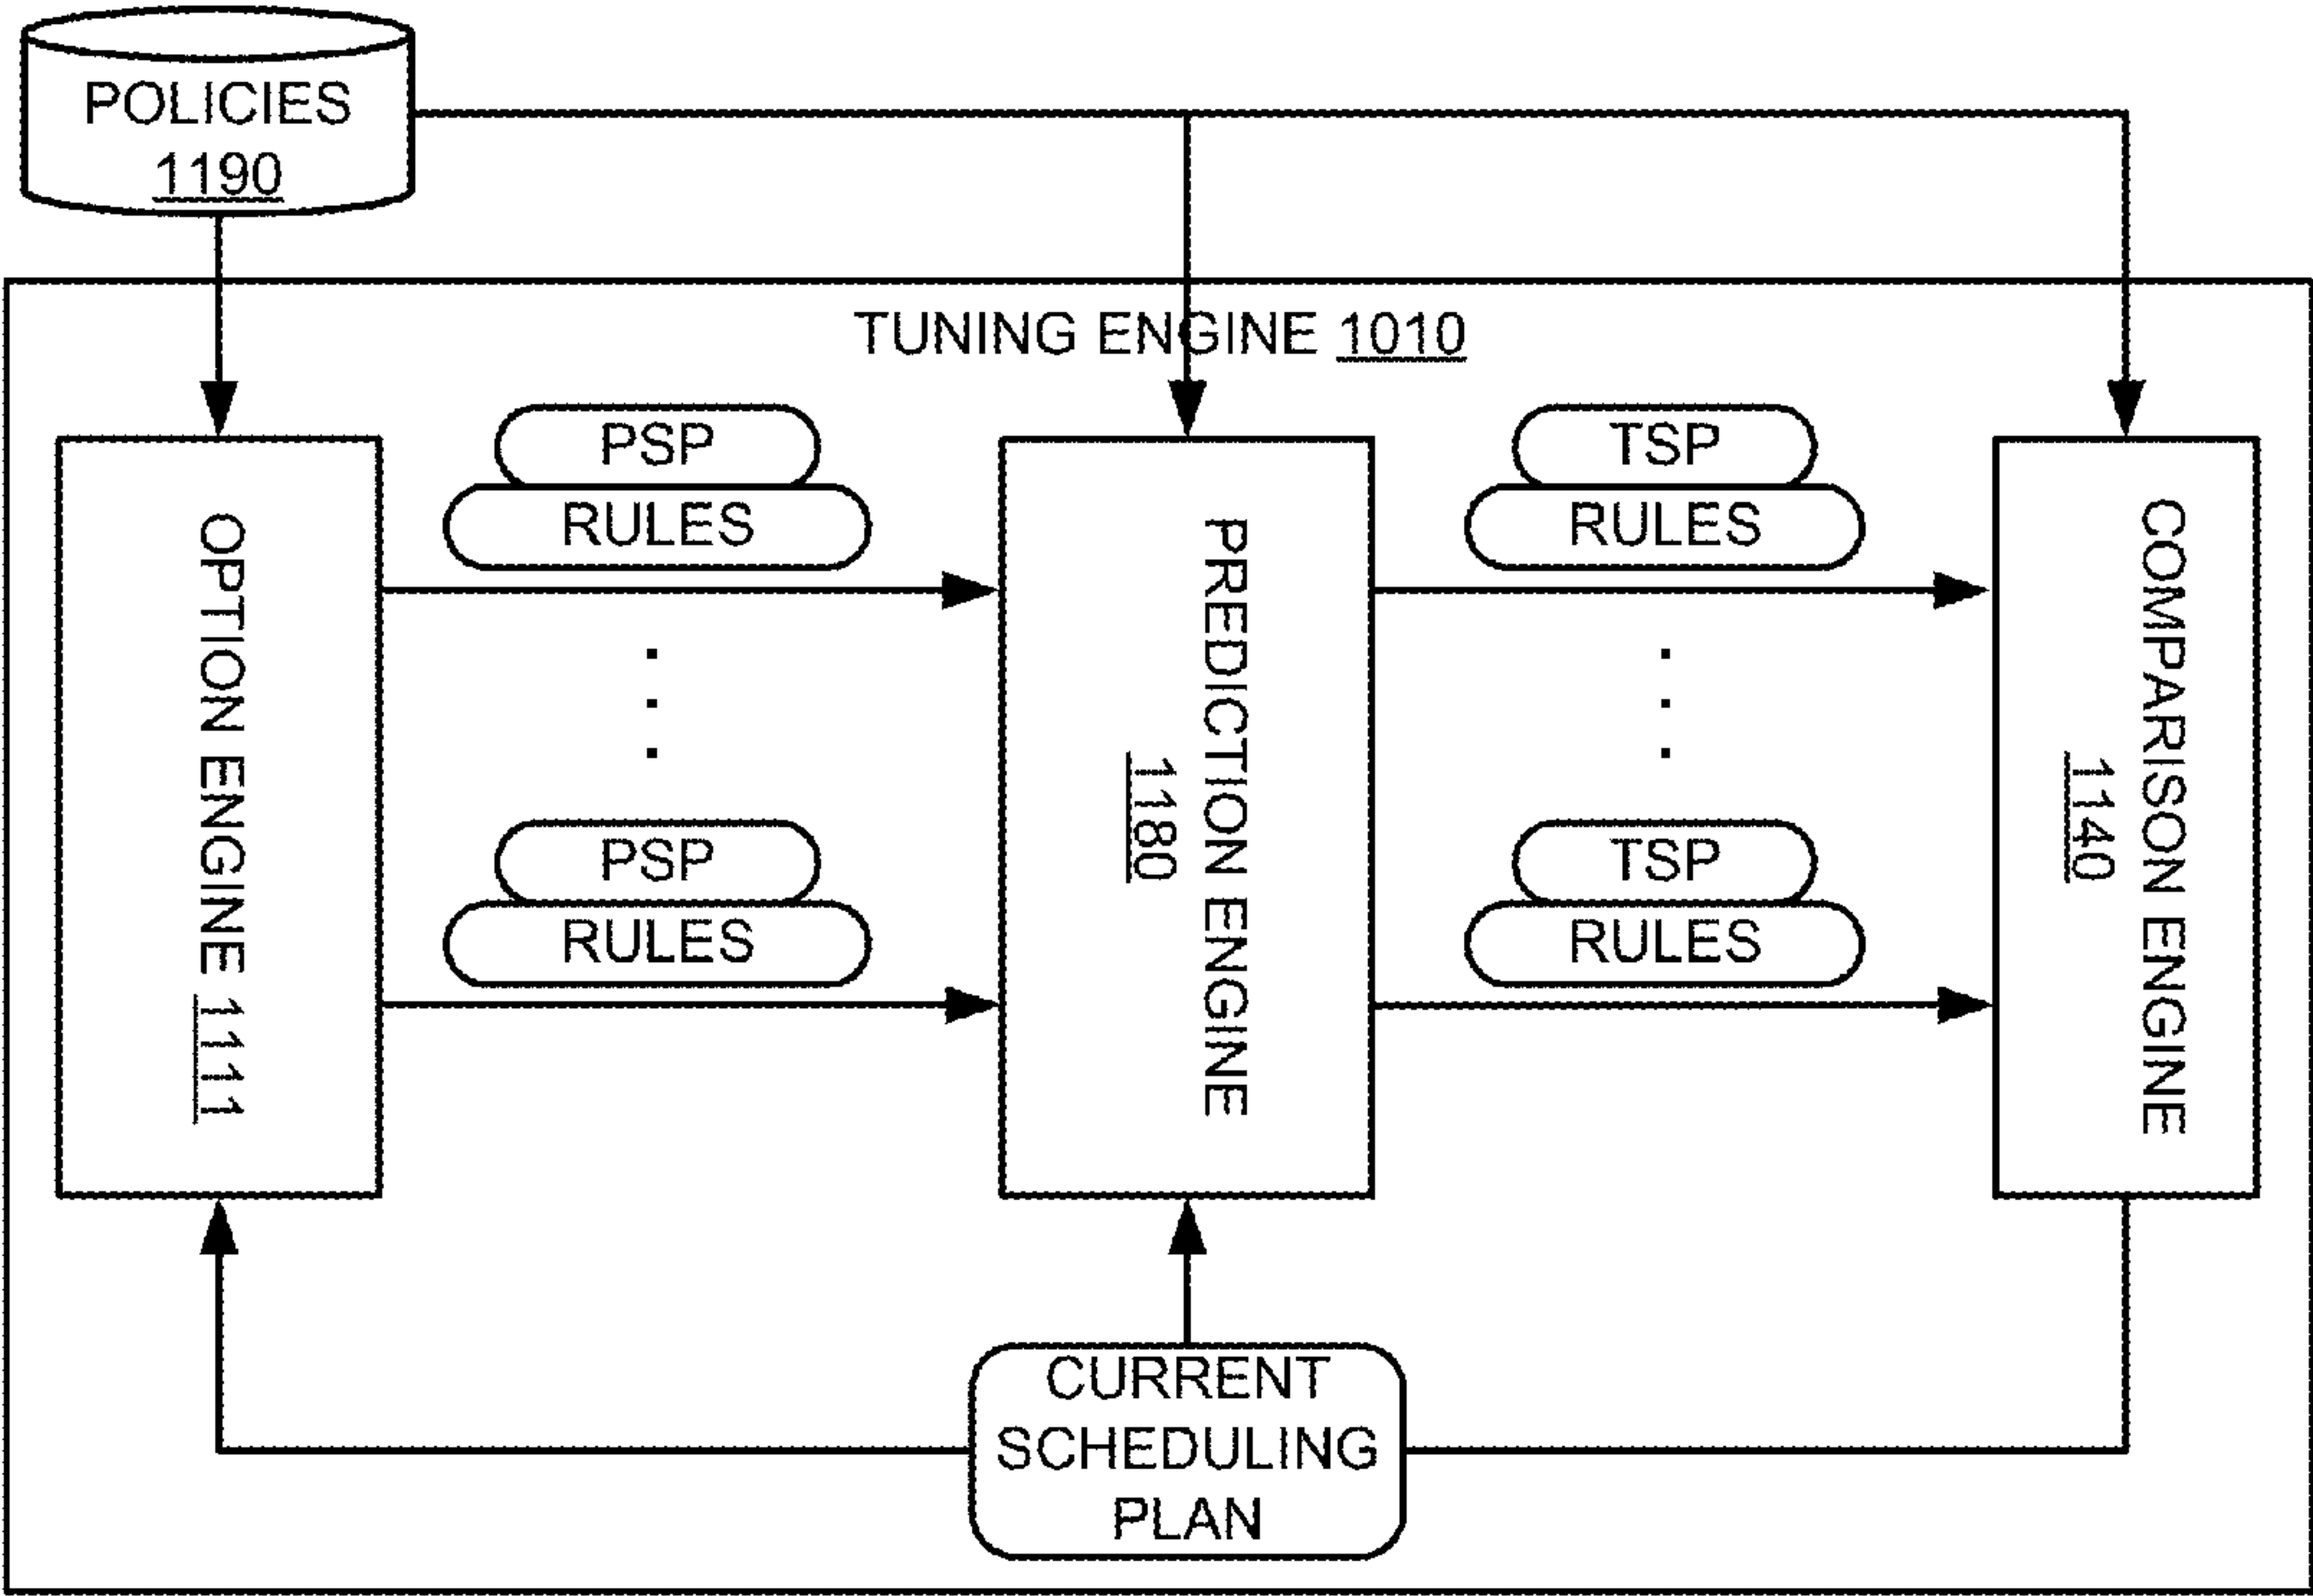 POLICIES
1190
TUNING ENGINE 1010
OPTION ENGINE 1111
PSP
RULES
PSP
RULES
PREDICTION ENGINE
1180
TSP
RULES
TSP
RULES
COMPARISON ENGINE
1140
CURRENT
SCHEDULING
PLAN